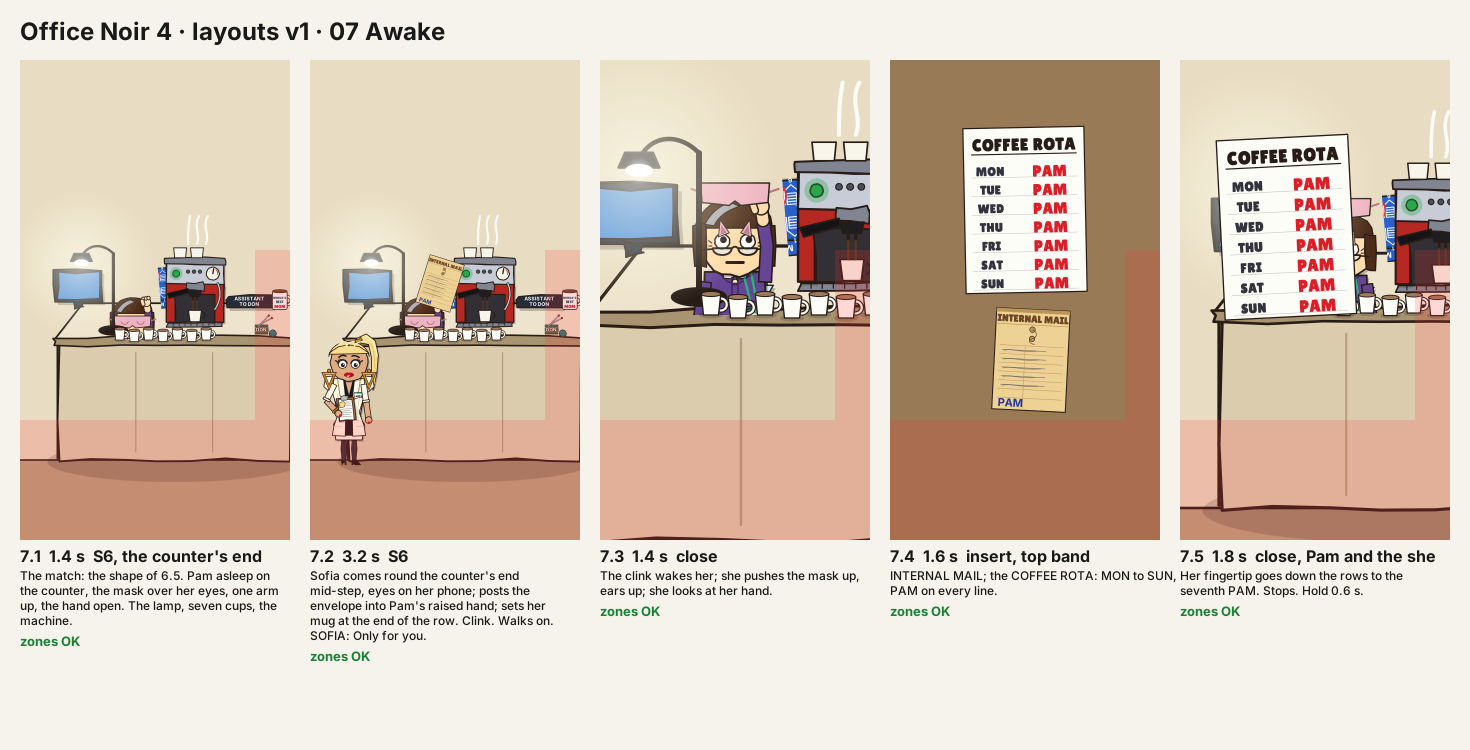 Office Noir 4 · layouts v1 · 07 Awake
ASSISTANT
TO DON
WORLD'S
BEST
MOM
DON
INTERNAL MAIL
PAM
ASSISTANT
TO DON
BEST
MOM
DON
COFFEE ROTA
MON PAM
TUE PAM
WED PAM
THU PAM
FRI PAM
SAT PAM
SUN PAM
INTERNAL MAIL
PAM
COFFEE ROTA
MON PAM
TUE PAM
WED PAM
THU PAM
FRI PAM
SAT PAM
SUN PAM
7.1 1.4 s S6, the counter's end
The match: the shape of 6.5. Pam asleep on
the counter, the mask over her eyes, one arm
up, the hand open. The lamp, seven cups, the
machine.
zones OK
7.2 3.2 s S6
Sofia comes round the counter's end
mid-step, eyes on her phone; posts the
envelope into Pam's raised hand; sets her
mug at the end of the row. Clink. Walks on.
SOFIA: Only for you.
zones OK
7.3 1.4 s close
The clink wakes her; she pushes the mask up,
ears up; she looks at her hand.
zones OK
7.4 1.6 s insert, top band
INTERNAL MAIL; the COFFEE ROTA: MON to SUN,
PAM on every line.
zones OK
7.5 1.8 s close, Pam and the she
Her fingertip goes down the rows to the
seventh PAM. Stops. Hold 0.6 s.
zones OK